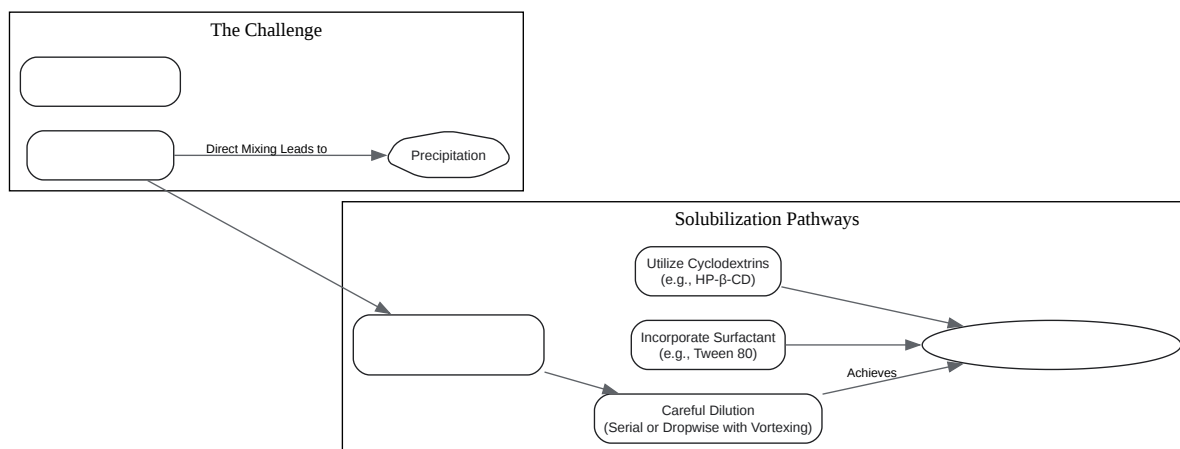 The Challenge
Direct Mixing Leads to
Precipitation
Solubilization Pathways
Utilize Cyclodextrins
(e.g., HP-β-CD)
Incorporate Surfactant
(e.g., Tween 80)
Achieves
Careful Dilution
(Serial or Dropwise with Vortexing)